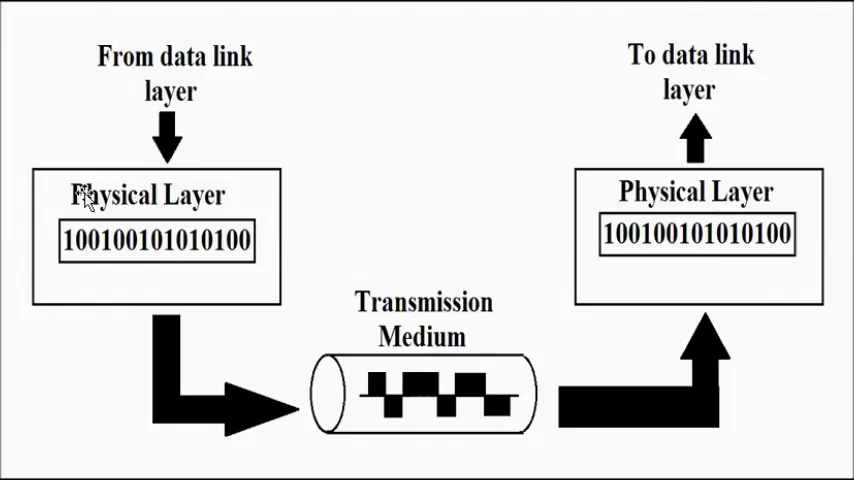 From data link
layer
To data link
layer
Physical Layer
100100101010100
Physical Layer
100100101010100
Transmission
Medium